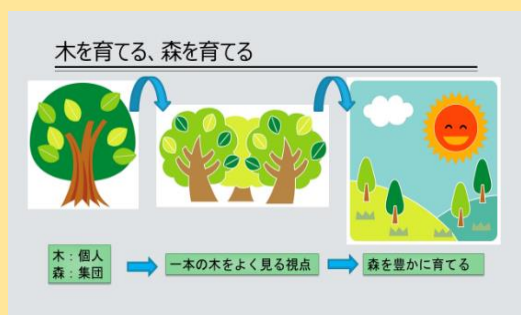 木を育てる、森を育てる
木：個人
森：集団
一本の木をよく見る視点
森を豊かに育てる